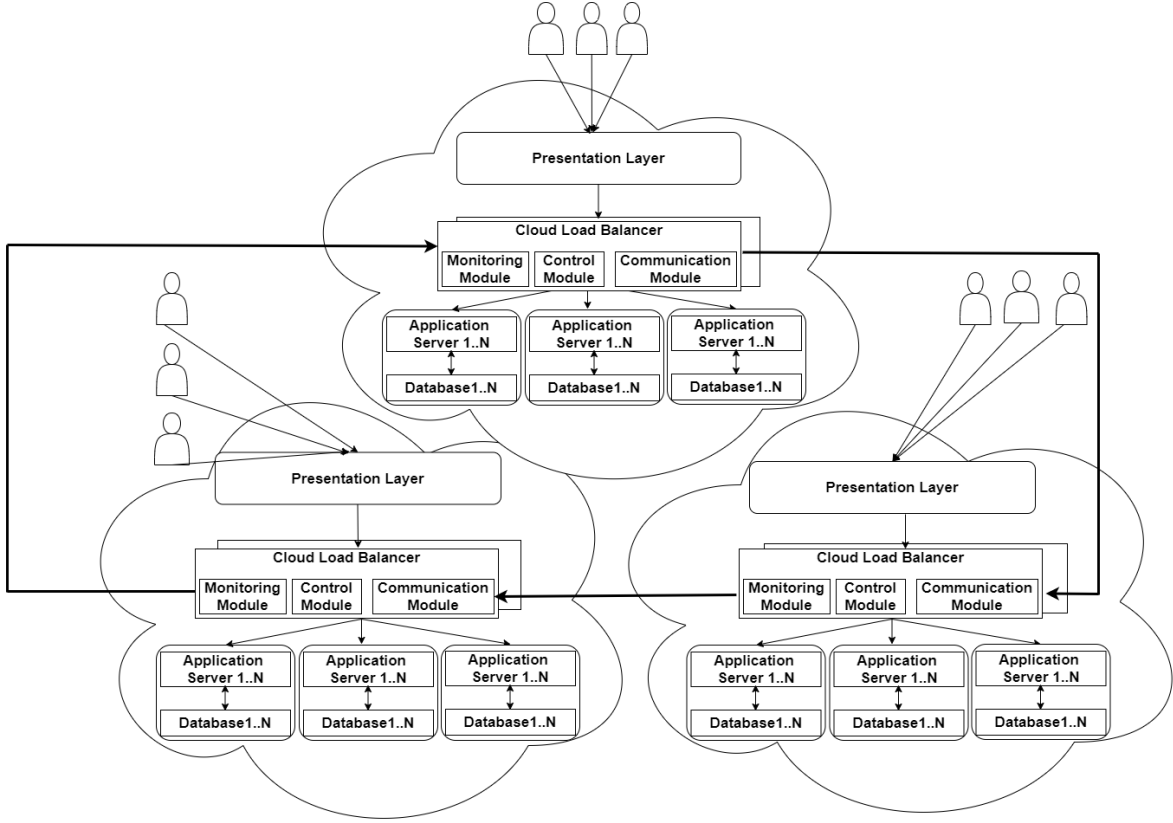 Presentation Layer
Cloud Load Balancer
Monitoring
Module
Control
Module
Communication
Module
Application
Server 1..N
Database1..N
Application
Server 1..N
Database1..N
Application
Server 1..N
Database1..N
Presentation Layer
Cloud Load Balancer
Monitoring
Module
Control
Module
Communication
Module
Application
Server 1..N
Database1..N
Application
Server 1..N
Database1..N
Application
Server 1..N
Database1..N
Presentation Layer
Cloud Load Balancer
Monitoring
Module
Control
Module
Communication
Module
Application
Server 1..N
Database1..N
Application
Server 1..N
Database1..N
Application
Server 1..N
Database1..N